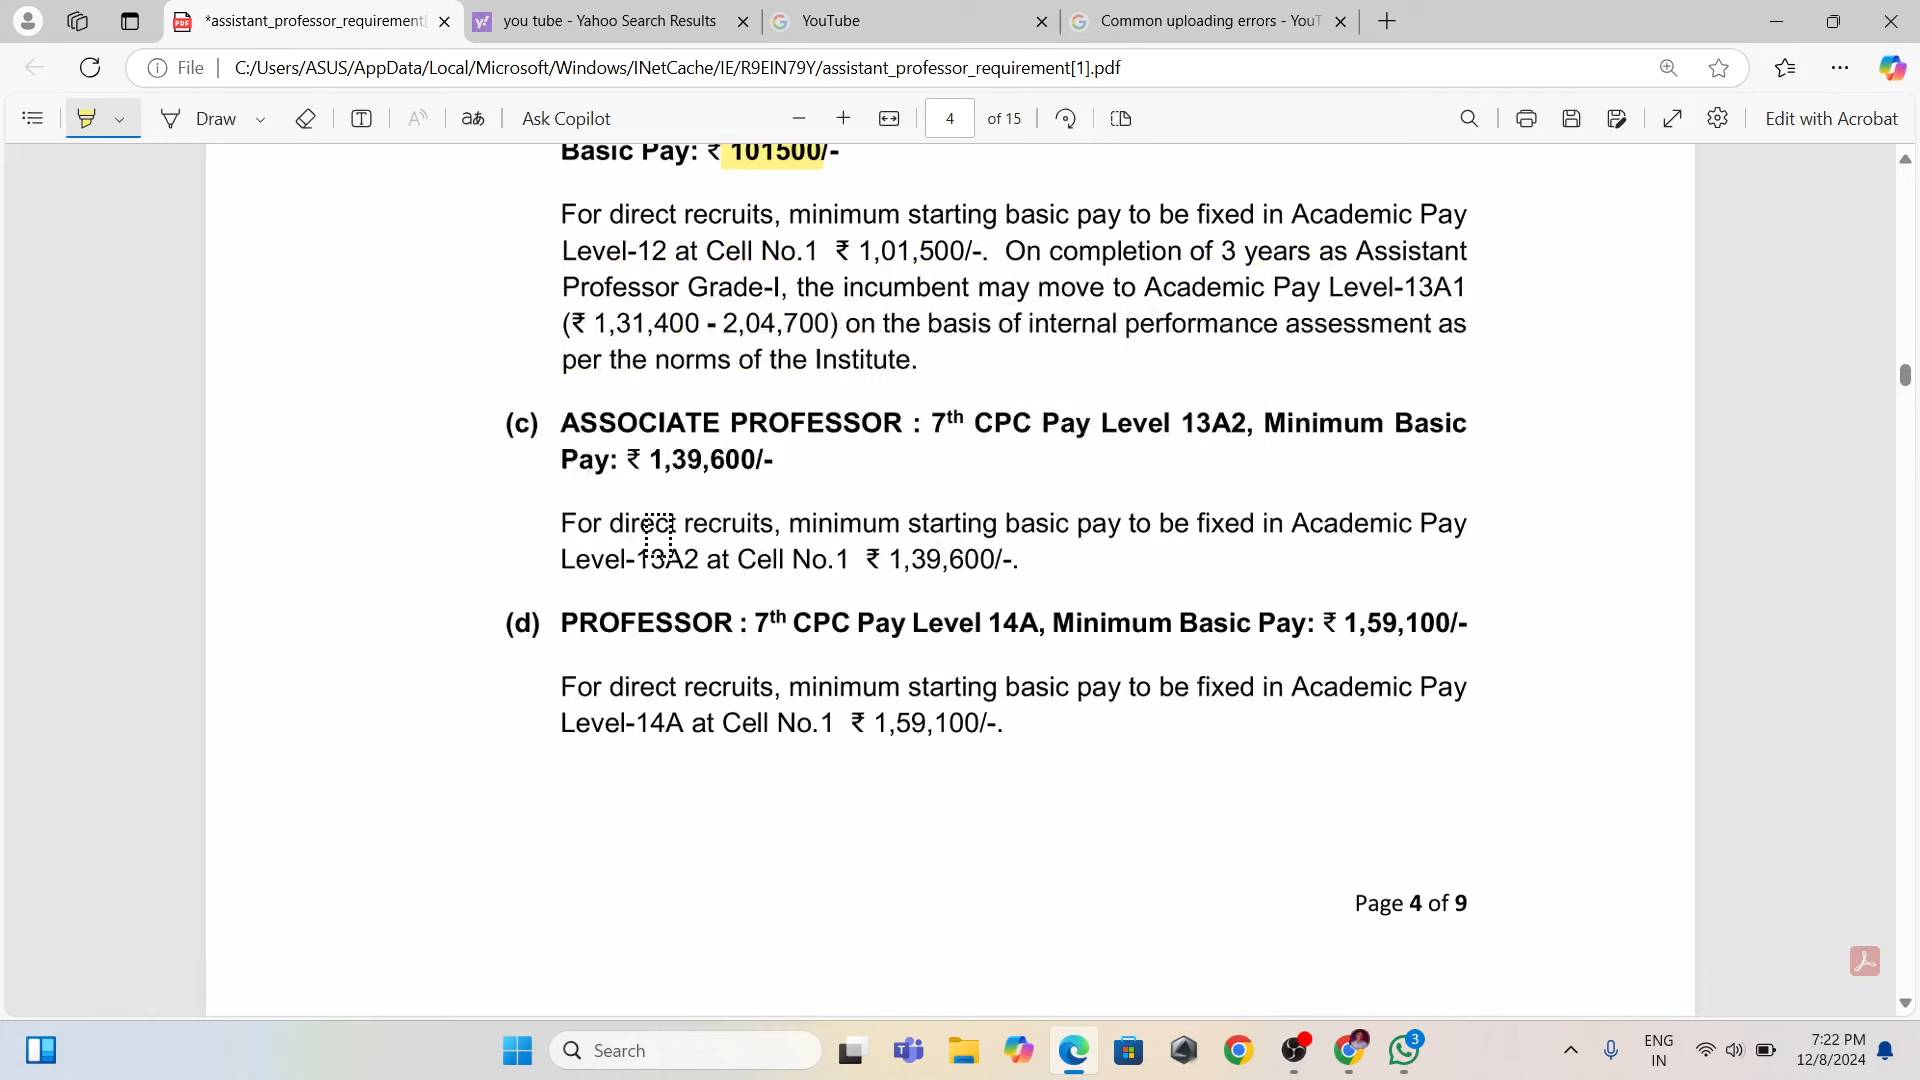 *assistant_professor_requirement[
you tube - Yahoo Search Results
YouTube
Common uploading errors - YouT
File
C:/Users/ASUS/AppData/Local/Microsoft/Windows/INetCache/IE/R9EIN79Y/assistant_professor_requirement[1].pdf
Draw
aあ
Ask Copilot
4 of 15
Edit with Acrobat
Basic Pay: ₹ 101500/-
For direct recruits, minimum starting basic pay to be fixed in Academic Pay
Level-12 at Cell No.1 ₹ 1,01,500/-. On completion of 3 years as Assistant
Professor Grade-I, the incumbent may move to Academic Pay Level-13A1
(₹ 1,31,400 - 2,04,700) on the basis of internal performance assessment as
per the norms of the Institute.
(c) ASSOCIATE PROFESSOR : 7th CPC Pay Level 13A2, Minimum Basic
Pay: ₹ 1,39,600/-
For direct recruits, minimum starting basic pay to be fixed in Academic Pay
Level-13A2 at Cell No.1 ₹ 1,39,600/-.
(d) PROFESSOR : 7th CPC Pay Level 14A, Minimum Basic Pay: ₹ 1,59,100/-
For direct recruits, minimum starting basic pay to be fixed in Academic Pay
Level-14A at Cell No.1 ₹ 1,59,100/-.
Page 4 of 9
Search
3
ENG
IN
7:22 PM
12/8/2024